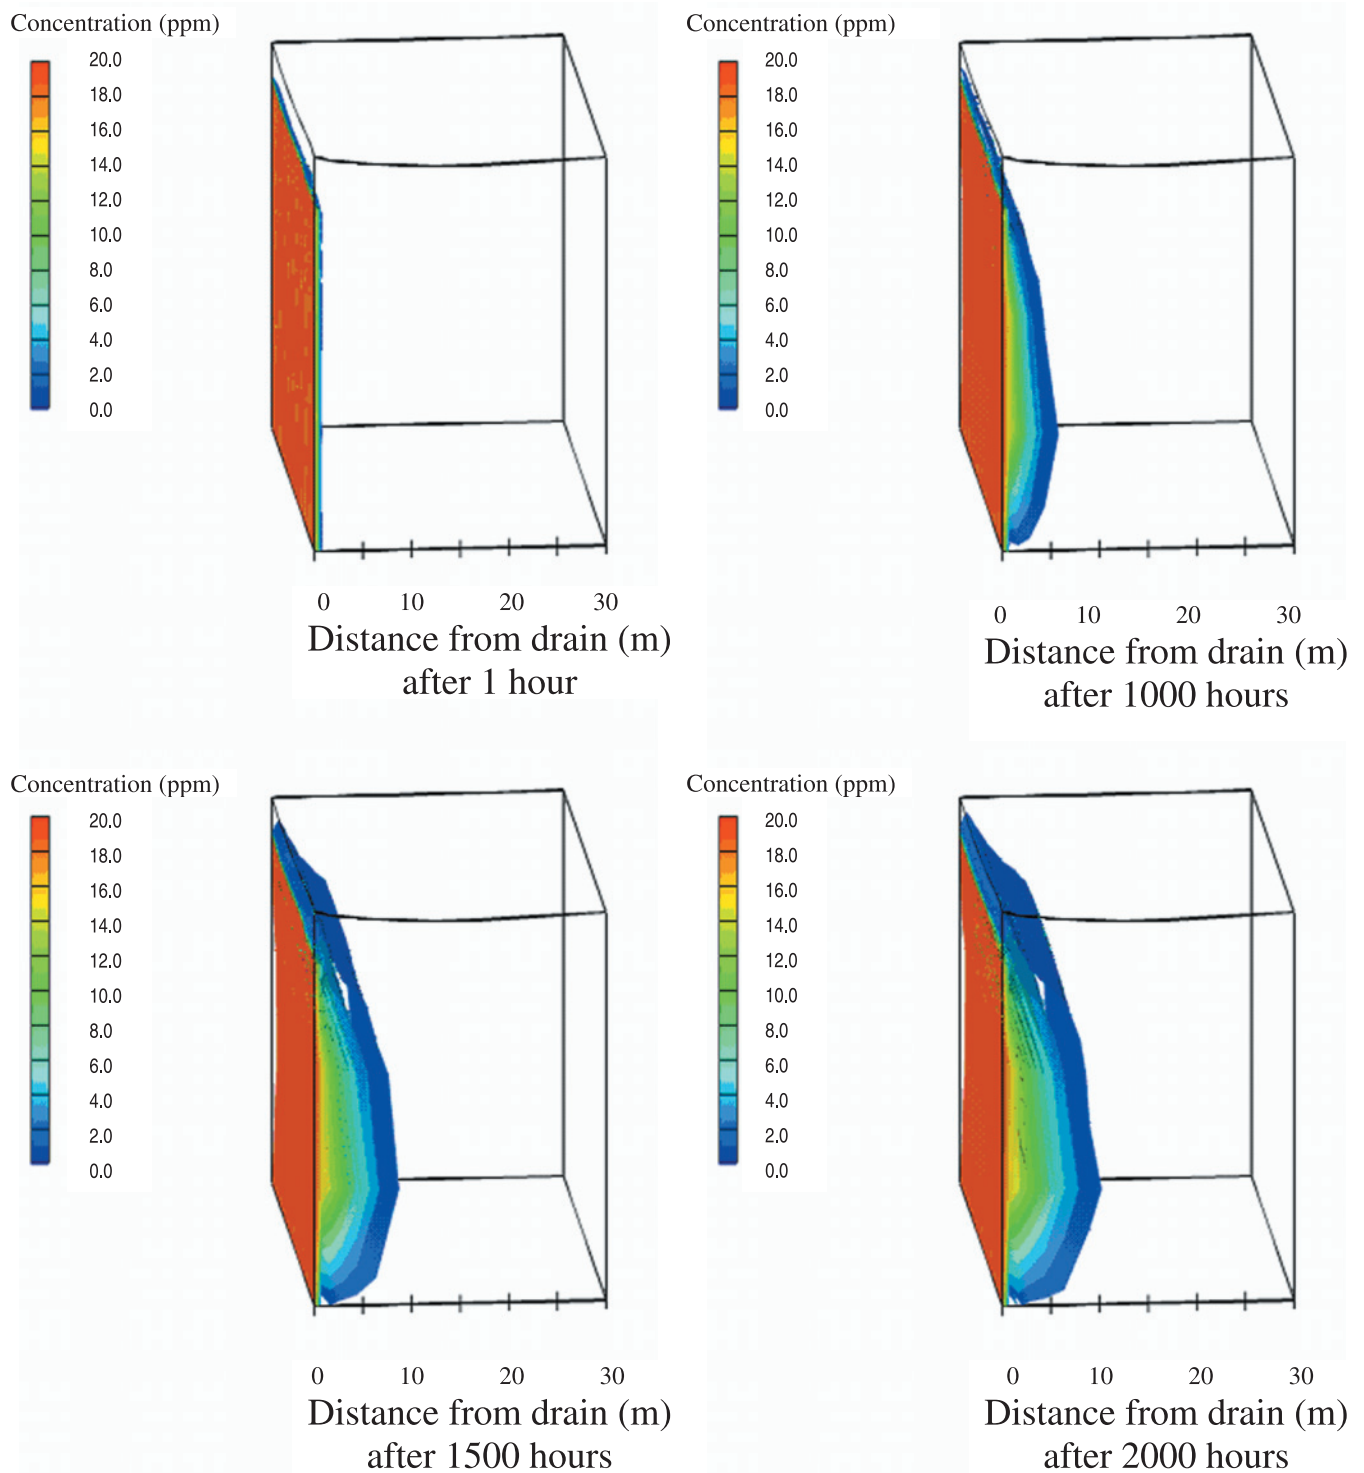 Concentration (ppm)
20.0
18.0
16.0
14.0
12.0
10.0
8.0
6.0
4.0
2.0
0.0
0 10 20 30
Distance from drain (m)
after 1 hour
Concentration (ppm)
20.0
18.0
16.0
14.0
12.0
10.0
8.0
6.0
4.0
2.0
0.0
0 10 20 30
Distance from drain (m)
after 1000 hours
Concentration (ppm)
20.0
18.0
16.0
14.0
12.0
10.0
8.0
6.0
4.0
2.0
0.0
0 10 20 30
Distance from drain (m)
after 1500 hours
Concentration (ppm)
20.0
18.0
16.0
14.0
12.0
10.0
8.0
6.0
4.0
2.0
0.0
0 10 20 30
Distance from drain (m)
after 2000 hours